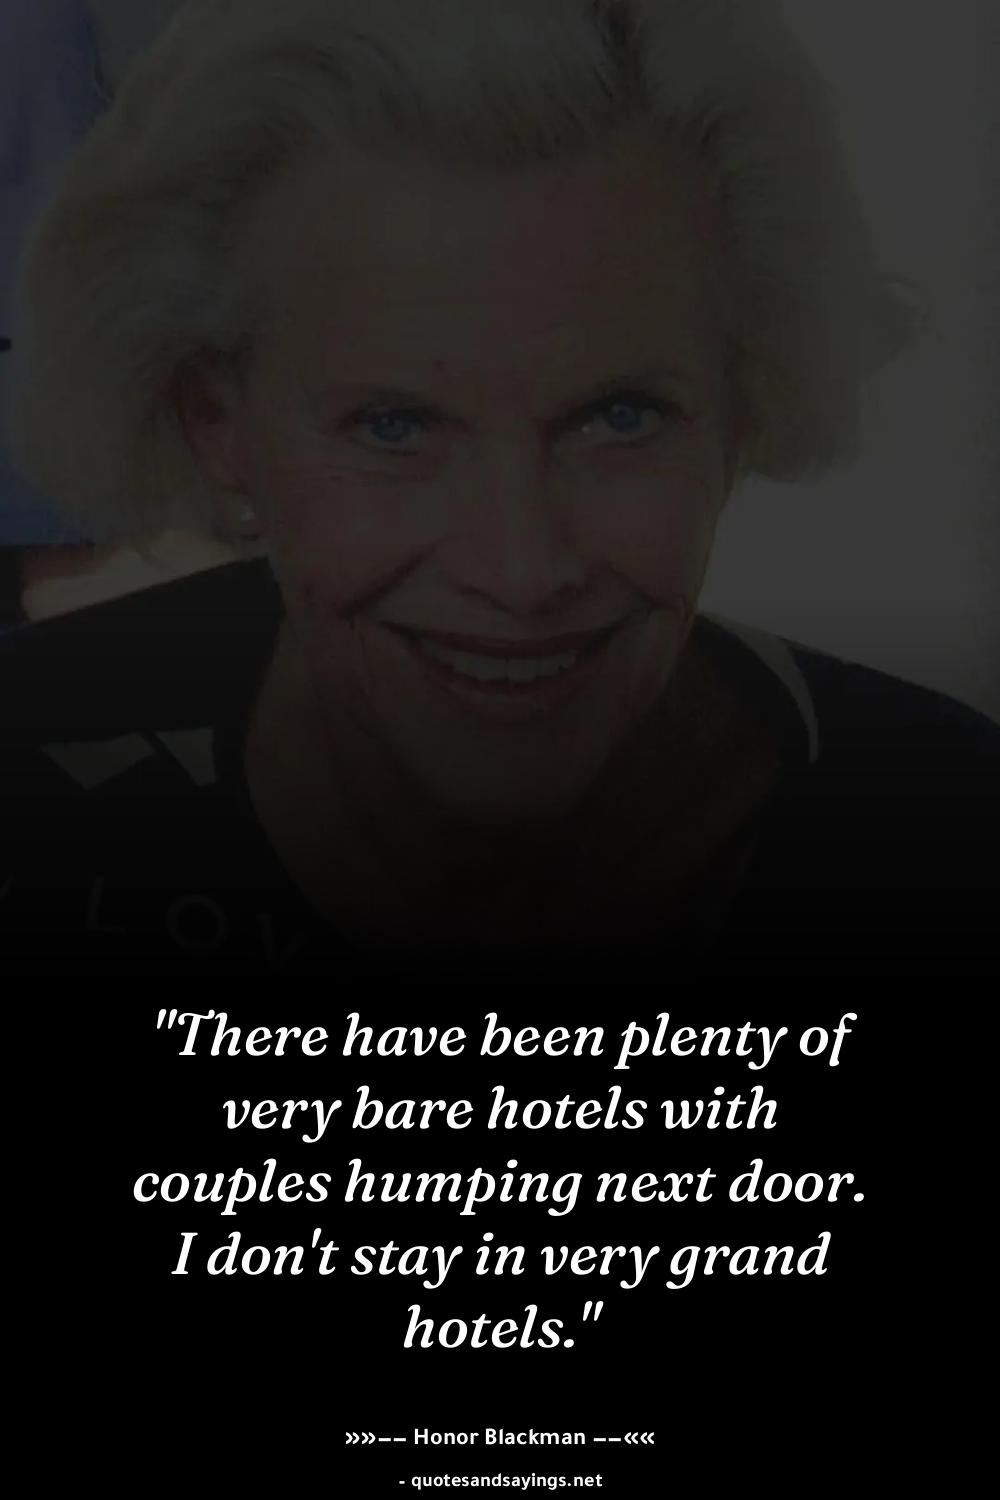 L O V
"There have been plenty of
very bare hotels with
couples humping next door.
I don't stay in very grand
hotels."
»»–– Honor Blackman ––««
- quotesandsayings.net